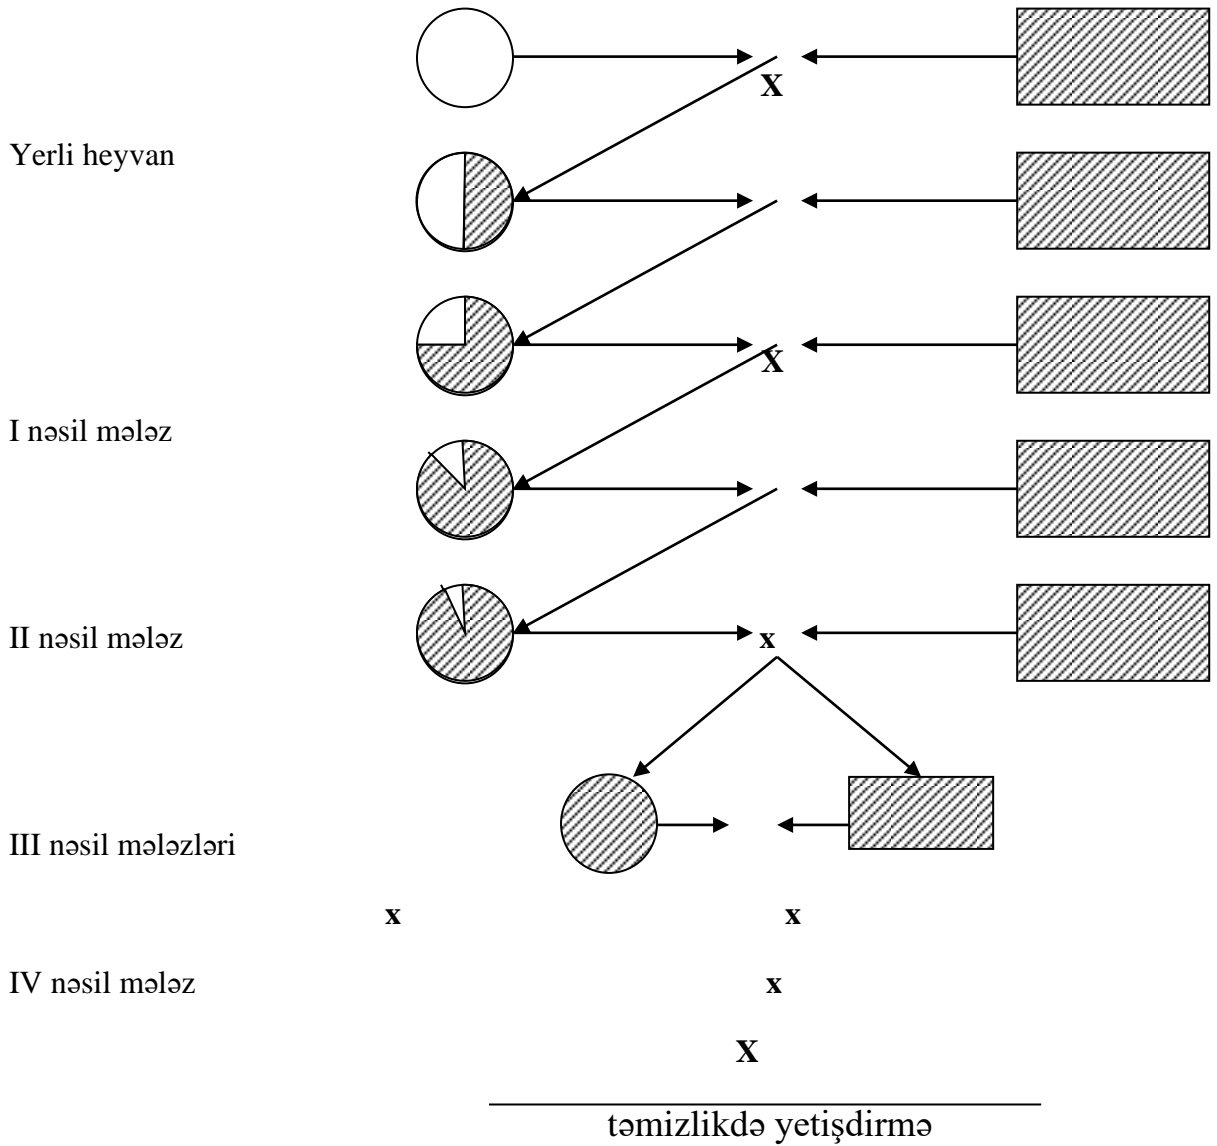 X
Yerli heyvan
X
I nəsil mələz
II nəsil mələz
x
III nəsil mələzləri
x x
IV nəsil mələz x
X
təmizlikdə yetişdirmə